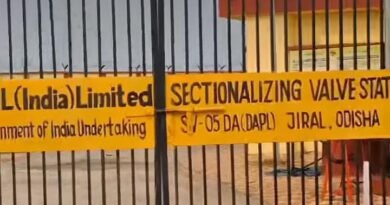 L (India) Limited SECTIONALIZING VALVE STAT
nment of India Undertaking S / -05 DA (DAPL) JIRAL, ODISHA